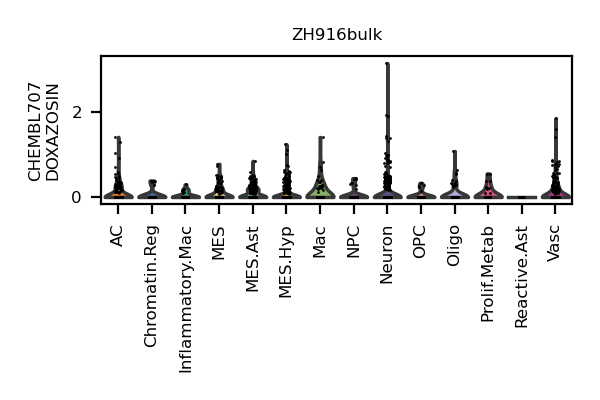 ZH916bulk
CHEMBL707
DOXAZOSIN
2
0
AC
Chromatin.Reg
Inflammatory.Mac
MES
MES.Ast
MES.Hyp
Mac
NPC
Neuron
OPC
Oligo
Prolif.Metab
Reactive.Ast
Vasc